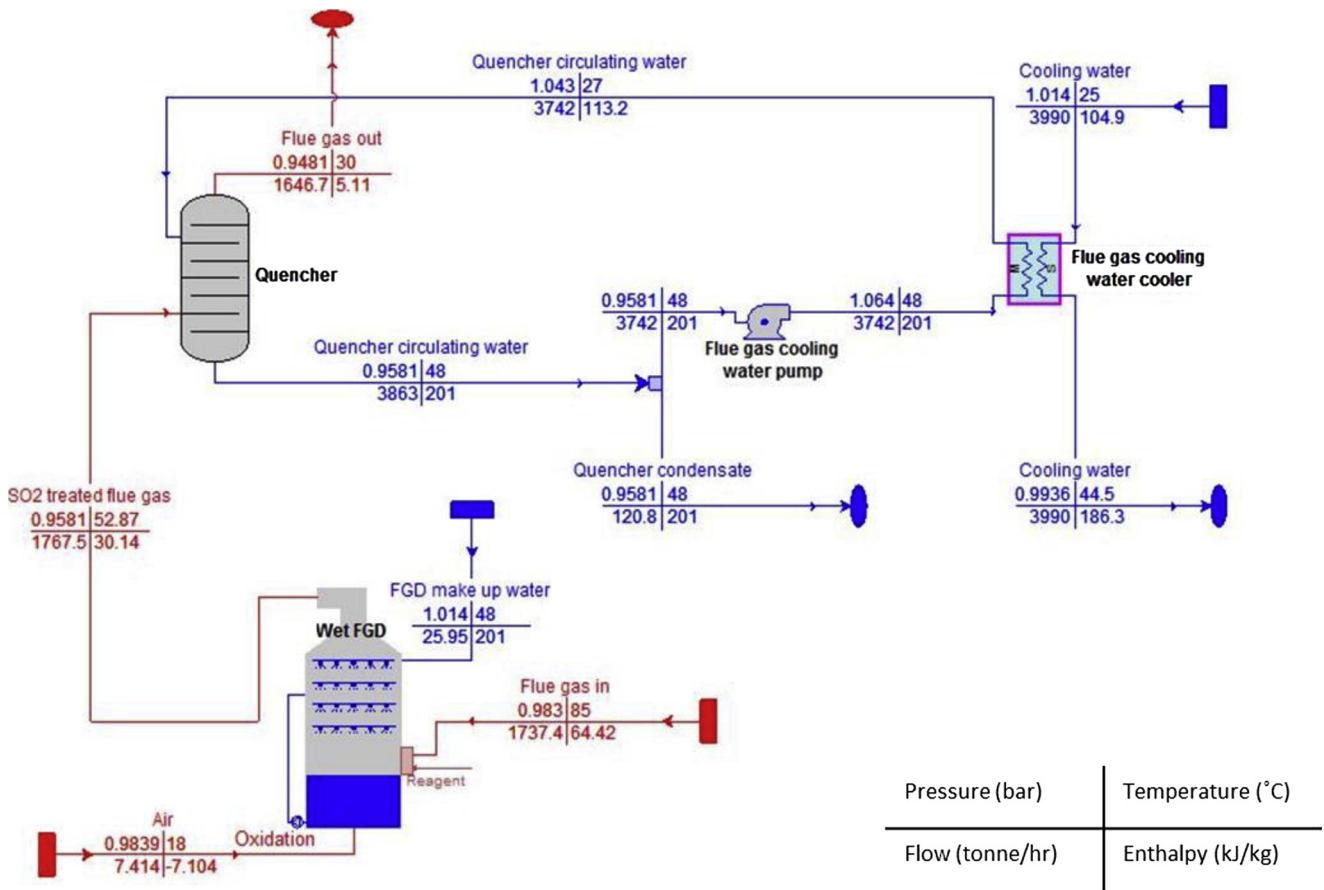 Quencher circulating water
1.043 27
3742 113.2
Cooling water
1.014 25
3990 104.9
Flue gas out
0.9481 30
1646.7 5.11
Quencher
Flue gas cooling
water cooler
M S
0.9581 48
3742 201
1.064 48
3742 201
Flue gas cooling
water pump
Quencher circulating water
0.9581 48
3863 201
Quencher condensate
0.9581 48
120.8 201
Cooling water
0.9936 44.5
3990 186.3
SO2 treated flue gas
0.9581 52.87
1767.5 30.14
FGD make up water
1.014 48
25.95 201
Wet FGD
Flue gas in
0.983 85
1737.4 64.42
Reagent
Air
0.9839 18
7.414 -7.104
Oxidation
Pressure (bar) Temperature (˚C)
Flow (tonne/hr) Enthalpy (kJ/kg)